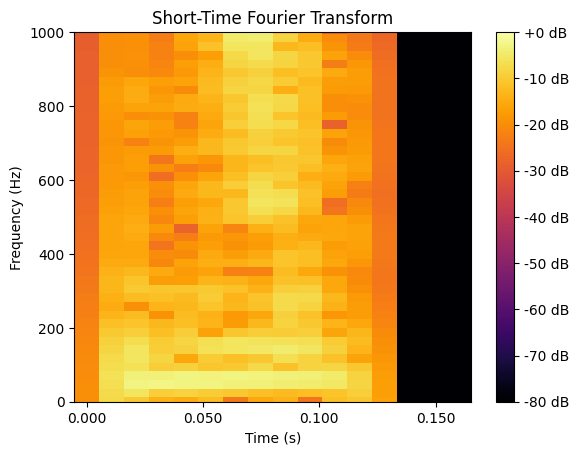 Short-Time Fourier Transform
1000
800
600
400
200
0
Frequency (Hz)
0.000
0.050
0.100
0.150
Time (s)
+0 dB
-10 dB
-20 dB
-30 dB
-40 dB
-50 dB
-60 dB
-70 dB
-80 dB